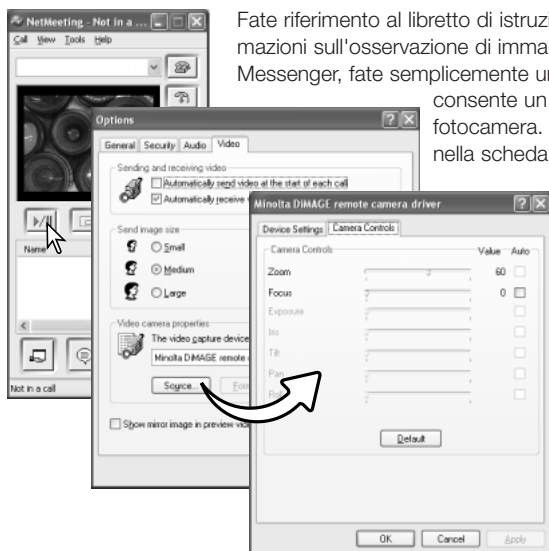 NetMeeting - Not in a ...
Call View Tools Help
Name
Not in a call
Fate riferimento al libretto di
sull'osservazione di
Messenger, fate semplicemente
consente un
fotocamera.
nella scheda
Options
General Security Audio Video
Sending and receiving video
Automatically send video at the start of each call
Automatically receive
Send image size
Small
Medium
Large
Video camera properties
The video capture device
Minolta DiMAGE remote
Source...
Show mirror image in preview
Minolta DiMAGE remote camera driver
Device Settings Camera Controls
Camera Controls Value Auto
Zoom 60
Focus 0
Exposure
Iris
Tilt
Pan
Default
OK Cancel Apply